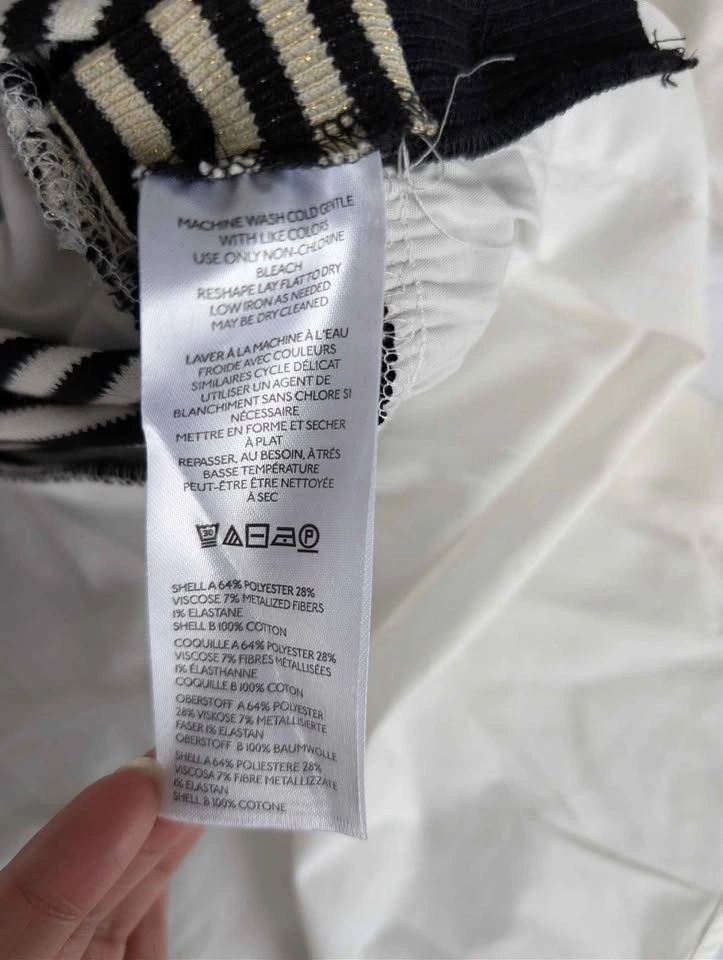 MACHINE WASH COLD GENTLE
WITH LIKE COLORS
USE ONLY NON-CHLORINE
BLEACH
RESHAPE LAY FLAT TO DRY
LOW IRON AS NEEDED
MAY BE DRY CLEANED
LAVER À LA MACHINE À L'EAU
FROIDE AVEC COULEURS
SIMILAIRES CYCLE DÉLICAT
UTILISER UN AGENT DE
BLANCHIMENT SANS CHLORE SI
NÉCESSAIRE
METTRE EN FORME ET SECHER
À PLAT
REPASSER, AU BESOIN, À TRÉS
BASSE TEMPÉRATURE
PEUT-ÊTRE ÊTRE NETTOYÉE
À SEC
30 P
SHELL A 64% POLYESTER 28%
VISCOSE 7% METALIZED FIBERS
1% ELASTANE
SHELL B 100% COTTON
COQUILLE A 64% POLYESTER 28%
VISCOSE 7% FIBRES MÉTALLISÉES
1% ÉLASTHANNE
COQUILLE B 100% COTON
OBERSTOFF A 64% POLYESTER
28% VISKOSE 7% METALLISIERTE
FASER 1% ELASTAN
OBERSTOFF B 100% BAUMWOLLE
SHELL A 64% POLIESTERE 28%
VISCOSA 7% FIBRE METALLIZZATE
1% ELASTAN
SHELL B 100% COTONE